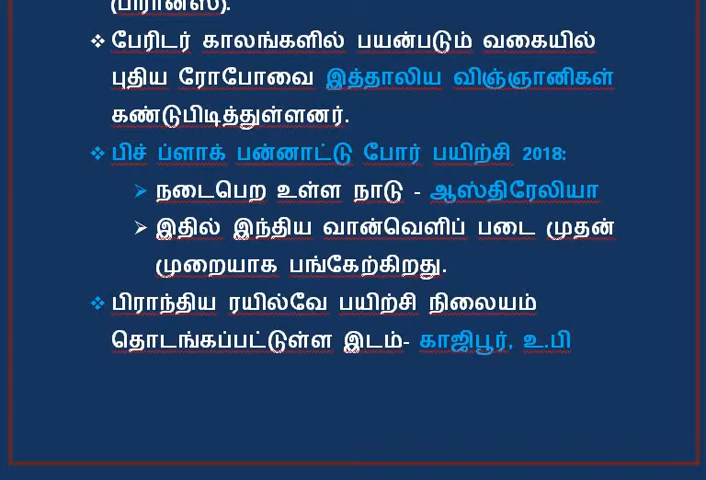 (பிரான்ஸ்).
பேரிடர் காலங்களில் பயன்படும் வகையில்
புதிய ரோபோவை இத்தாலிய விஞ்ஞானிகள்
கண்டுபிடித்துள்ளனர்.
பிச் ப்ளாக் பன்னாட்டு போர் பயிற்சி 2018:
நடைபெற உள்ள நாடு - ஆஸ்திரேலியா
இதில் இந்திய வான்வெளிப் படை முதன்
முறையாக பங்கேற்கிறது.
பிராந்திய ரயில்வே பயிற்சி நிலையம்
தொடங்கப்பட்டுள்ள இடம்- காஜிபூர், உ.பி